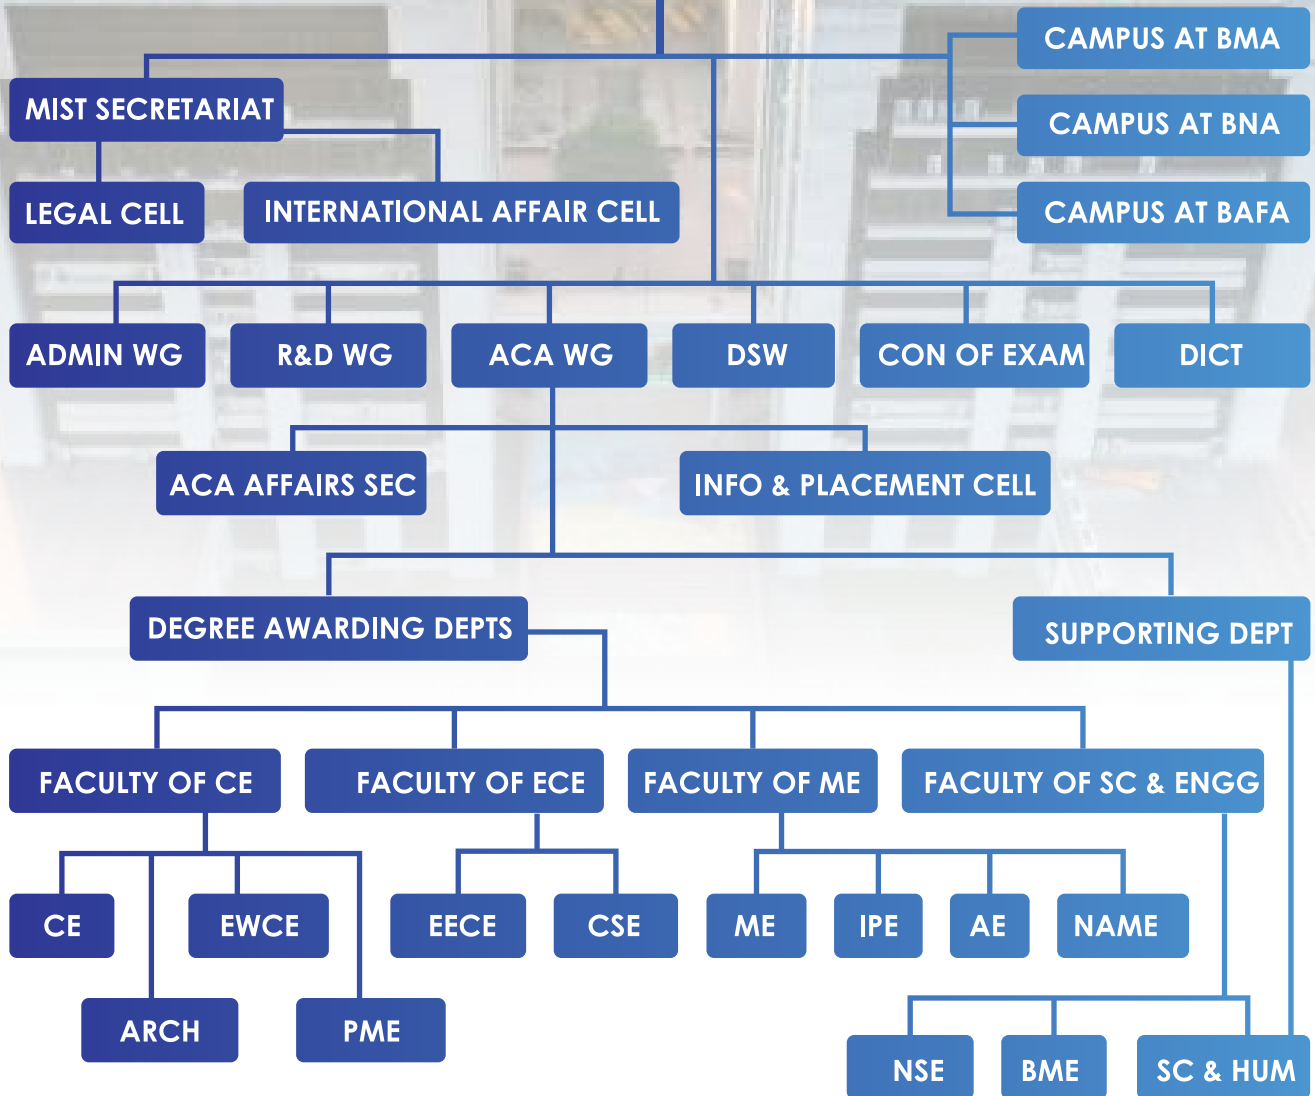 CAMPUS AT BMA
MIST SECRETARIAT
CAMPUS AT BNA
LEGAL CELL
INTERNATIONAL AFFAIR CELL
CAMPUS AT BAFA
ADMIN WG
R&D WG
ACA WG
DSW
CON OF EXAM
DICT
ACA AFFAIRS SEC
INFO & PLACEMENT CELL
DEGREE AWARDING DEPTS
SUPPORTING DEPT
FACULTY OF CE
FACULTY OF ECE
FACULTY OF ME
FACULTY OF SC & ENGG
CE
EWCE
EECE
CSE
ME
IPE
AE
NAME
ARCH
PME
NSE
BME
SC & HUM